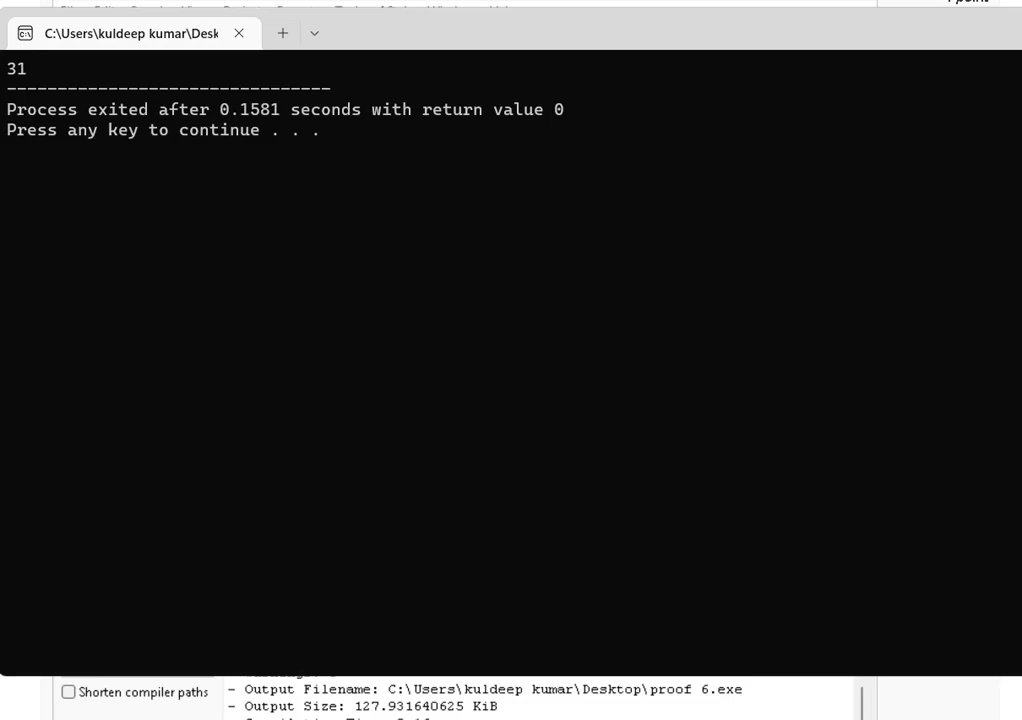 C:\Users\kuldeep kumar\Desk
31
--------------------------------
Process exited after 0.1581 seconds with return value 0
Press any key to continue . . .
Shorten compiler paths
- Output Filename: C:\Users\kuldeep kumar\Desktop\proof 6.exe
- Output Size: 127.931640625 KiB